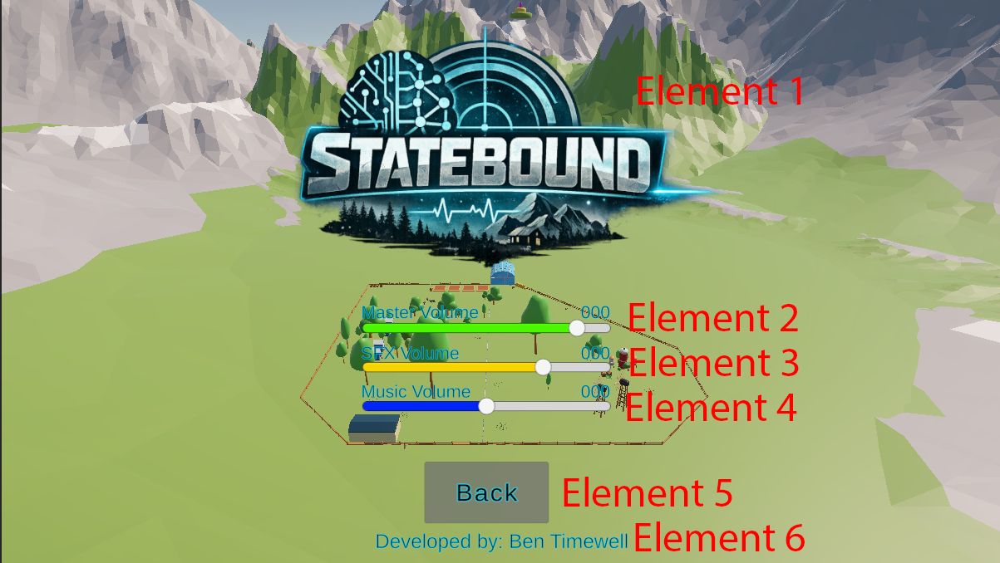 Element 1
STATEBOUND
Master Volume 000 Element 2
SFX Volume 000 Element 3
Music Volume 000 Element 4
Back Element 5
Developed by: Ben Timewell Element 6